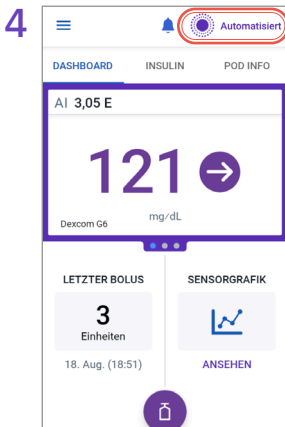 4
Automatisiert
DASHBOARD INSULIN POD INFO
AI 3,05 E
121
mg/dL
Dexcom G6
LETZTER BOLUS SENSORGRAFIK
3
Einheiten
18. Aug. (18:51) ANSEHEN